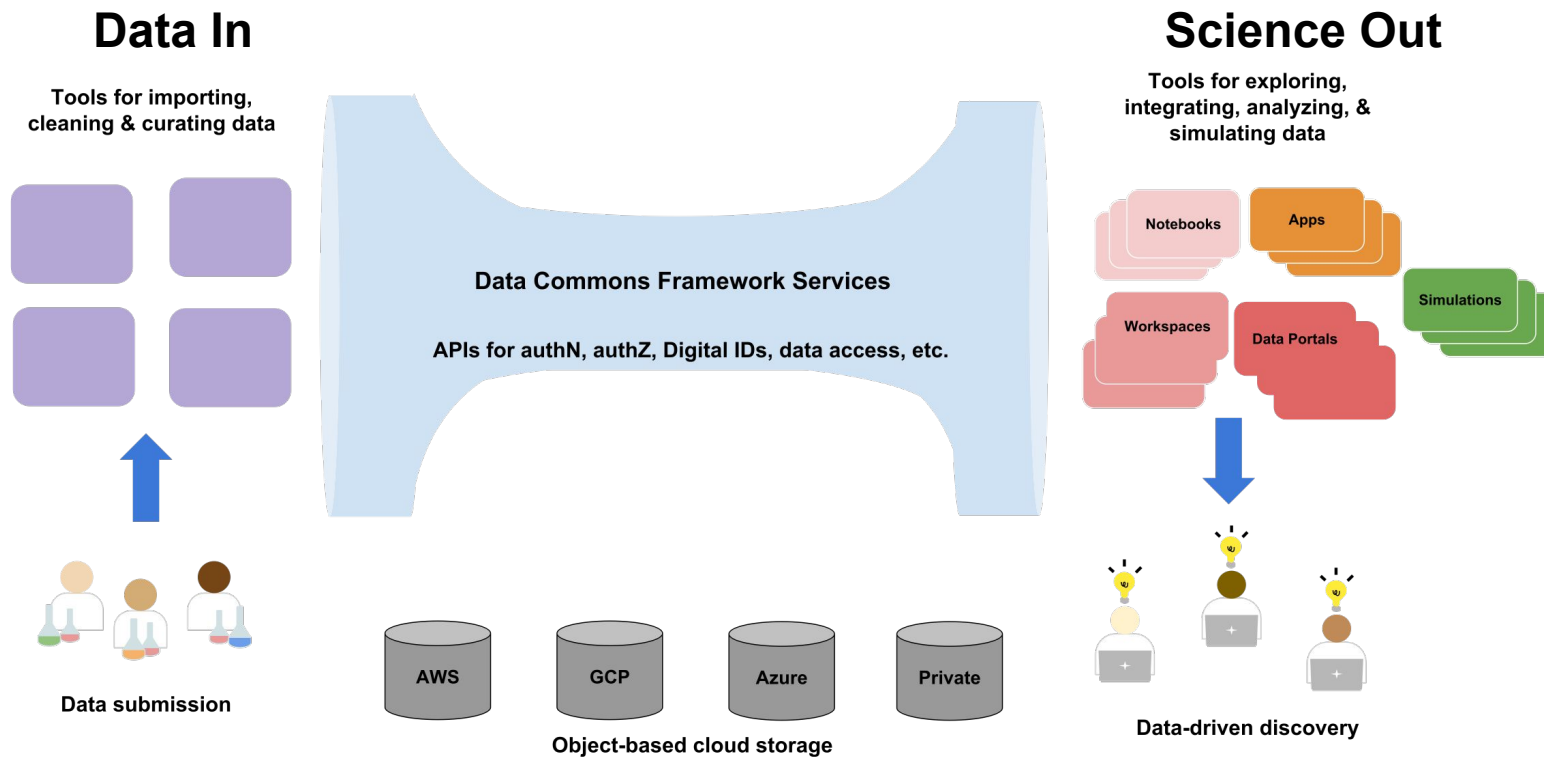 Data In
Science Out
Tools for importing,
cleaning & curating data
Tools for exploring,
integrating, analyzing, &
simulating data
Notebooks
Apps
Simulations
Workspaces
Data Portals
Data Commons Framework Services
APIs for authN, authZ, Digital IDs, data access, etc.
AWS
GCP
Azure
Private
Data submission
Object-based cloud storage
Data-driven discovery